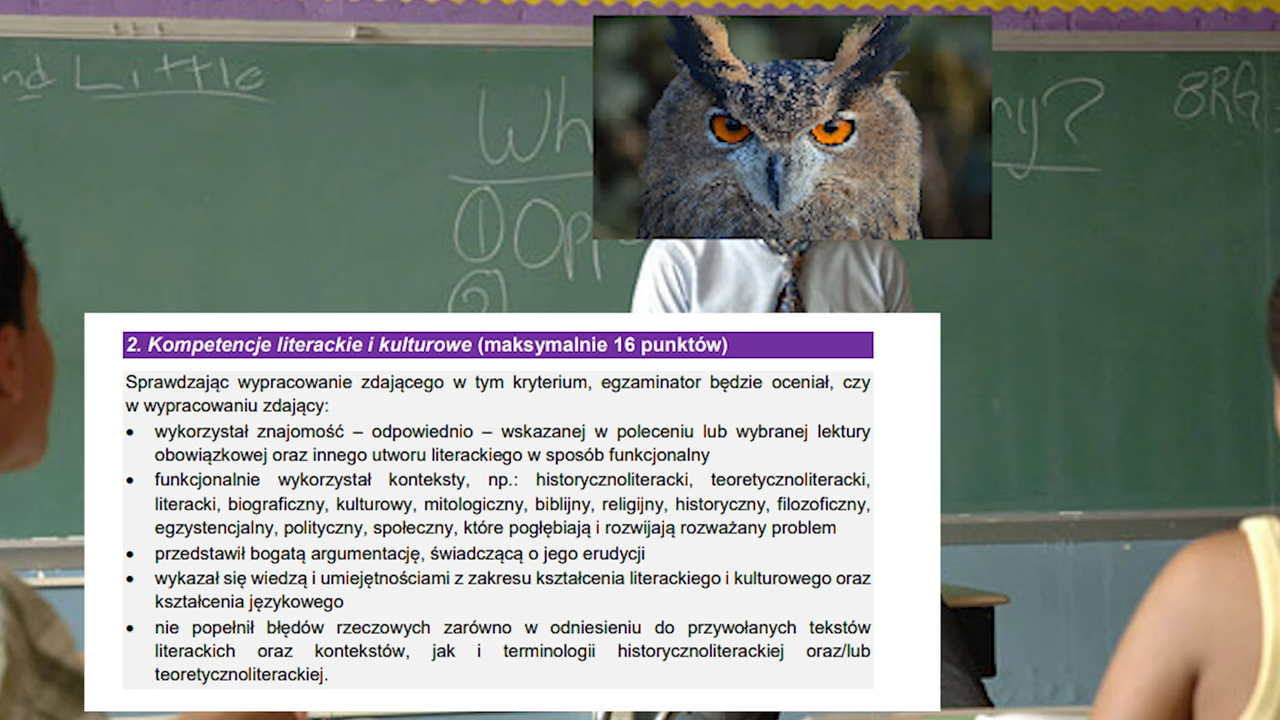 nd Little
Wh
ry?
8RG
① Opp
②
2. Kompetencje literackie i kulturowe (maksymalnie 16 punktów)
Sprawdzając wypracowanie zdającego w tym kryterium, egzaminator będzie oceniał, czy
w wypracowaniu zdający:
• wykorzystał znajomość – odpowiednio – wskazanej w poleceniu lub wybranej lektury
obowiązkowej oraz innego utworu literackiego w sposób funkcjonalny
• funkcjonalnie wykorzystał konteksty, np.: historycznoliteracki, teoretycznoliteracki,
literacki, biograficzny, kulturowy, mitologiczny, biblijny, religijny, historyczny, filozoficzny,
egzystencjalny, polityczny, społeczny, które pogłębiają i rozwijają rozważany problem
• przedstawił bogatą argumentację, świadczącą o jego erudycji
• wykazał się wiedzą i umiejętnościami z zakresu kształcenia literackiego i kulturowego oraz
kształcenia językowego
• nie popełnił błędów rzeczowych zarówno w odniesieniu do przywołanych tekstów
literackich oraz kontekstów, jak i terminologii historycznoliterackiej oraz/lub
teoretycznoliterackiej.